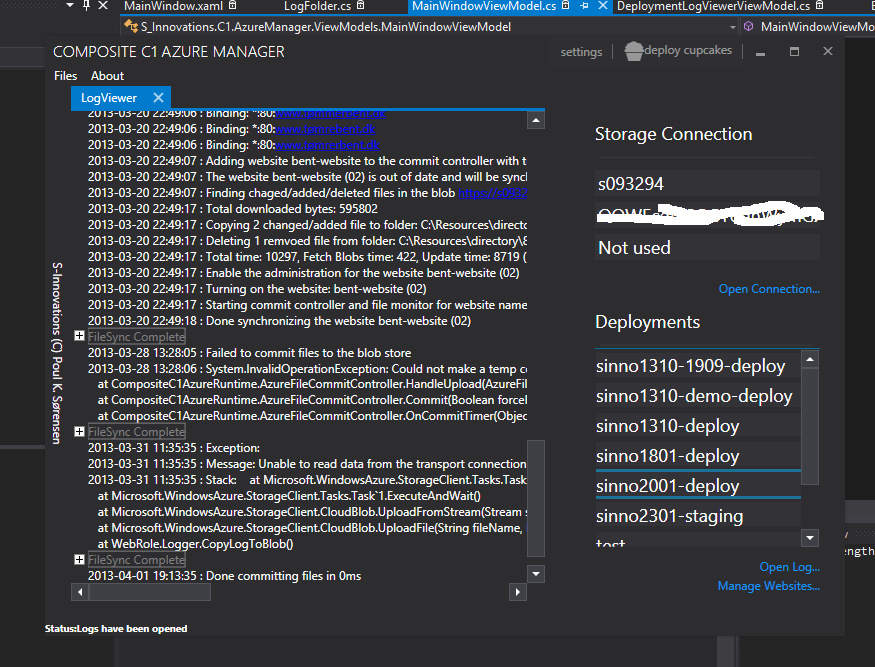 MainWindow.xaml LogFolder.cs MainWindowViewModel.cs DeploymentLogViewerViewModel.cs
S_Innovations.C1.AzureManager.ViewModels.MainWindowViewModel MainWindowViewMo
COMPOSITE C1 AZURE MANAGER settings deploy cupcakes
Files About
LogViewer
2013-03-20 22:49:06 : Binding: *:80:
2013-03-20 22:49:06 : Binding: *:80:www.tømrerbent.dk
2013-03-20 22:49:06 : Binding: *:80:
2013-03-20 22:49:07 : Adding website bent-website to the commit controller with t
2013-03-20 22:49:07 : The website bent-website (02) is out of date and will be syncl
2013-03-20 22:49:07 : Finding chaged/added/deleted files in the blob
2013-03-20 22:49:17 : Total downloaded bytes: 595802
2013-03-20 22:49:17 : Copying 2 changed/added file to folder: C:\Resources\directo
2013-03-20 22:49:17 : Deleting 1 remvoed file from folder: C:\Resources\directory\8
2013-03-20 22:49:17 : Total time: 10297, Fetch Blobs time: 422, Update time: 8719 (
2013-03-20 22:49:17 : Enable the administration for the website bent-website (02)
2013-03-20 22:49:17 : Turning on the website: bent-website (02)
2013-03-20 22:49:17 : Starting commit controller and file monitor for website name
2013-03-20 22:49:18 : Done synchronizing the website bent-website (02)
FileSync Complete
2013-03-28 13:28:05 : Failed to commit files to the blob store
2013-03-28 13:28:06 : System.InvalidOperationException: Could not make a temp co
at CompositeC1AzureRuntime.AzureFileCommitController.HandleUpload(AzureFil
at CompositeC1AzureRuntime.AzureFileCommitController.Commit(Boolean forcel
at CompositeC1AzureRuntime.AzureFileCommitController.OnCommitTimer(Objec
FileSync Complete
2013-03-31 11:35:35 : Exception:
2013-03-31 11:35:35 : Message: Unable to read data from the transport connection
2013-03-31 11:35:35 : Stack: at Microsoft.WindowsAzure.StorageClient.Tasks.Task
at Microsoft.WindowsAzure.StorageClient.Tasks.Task`1.ExecuteAndWait()
at Microsoft.WindowsAzure.StorageClient.CloudBlob.UploadFromStream(Stream s
at Microsoft.WindowsAzure.StorageClient.CloudBlob.UploadFile(String fileName,
at WebRole.Logger.CopyLogToBlob()
FileSync Complete
2013-04-01 19:13:35 : Done committing files in 0ms
S-Innovations (C) Poul K. Sørensen
Storage Connection
s093294
Not used
Open Connection...
Deployments
sinno1310-1909-deploy
sinno1310-demo-deploy
sinno1310-deploy
sinno1801-deploy
sinno2001-deploy
sinno2301-staging
test
Open Log...
Manage Websites...
Status:Logs have been opened
ength